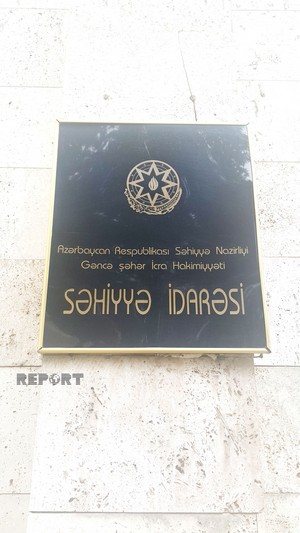 Azərbaycan Respublikası Səhiyyə Nazirliyi
Gəncə şəhər İcra Hakimiyyəti
SƏHİYYƏ İDARƏSİ
REPORT